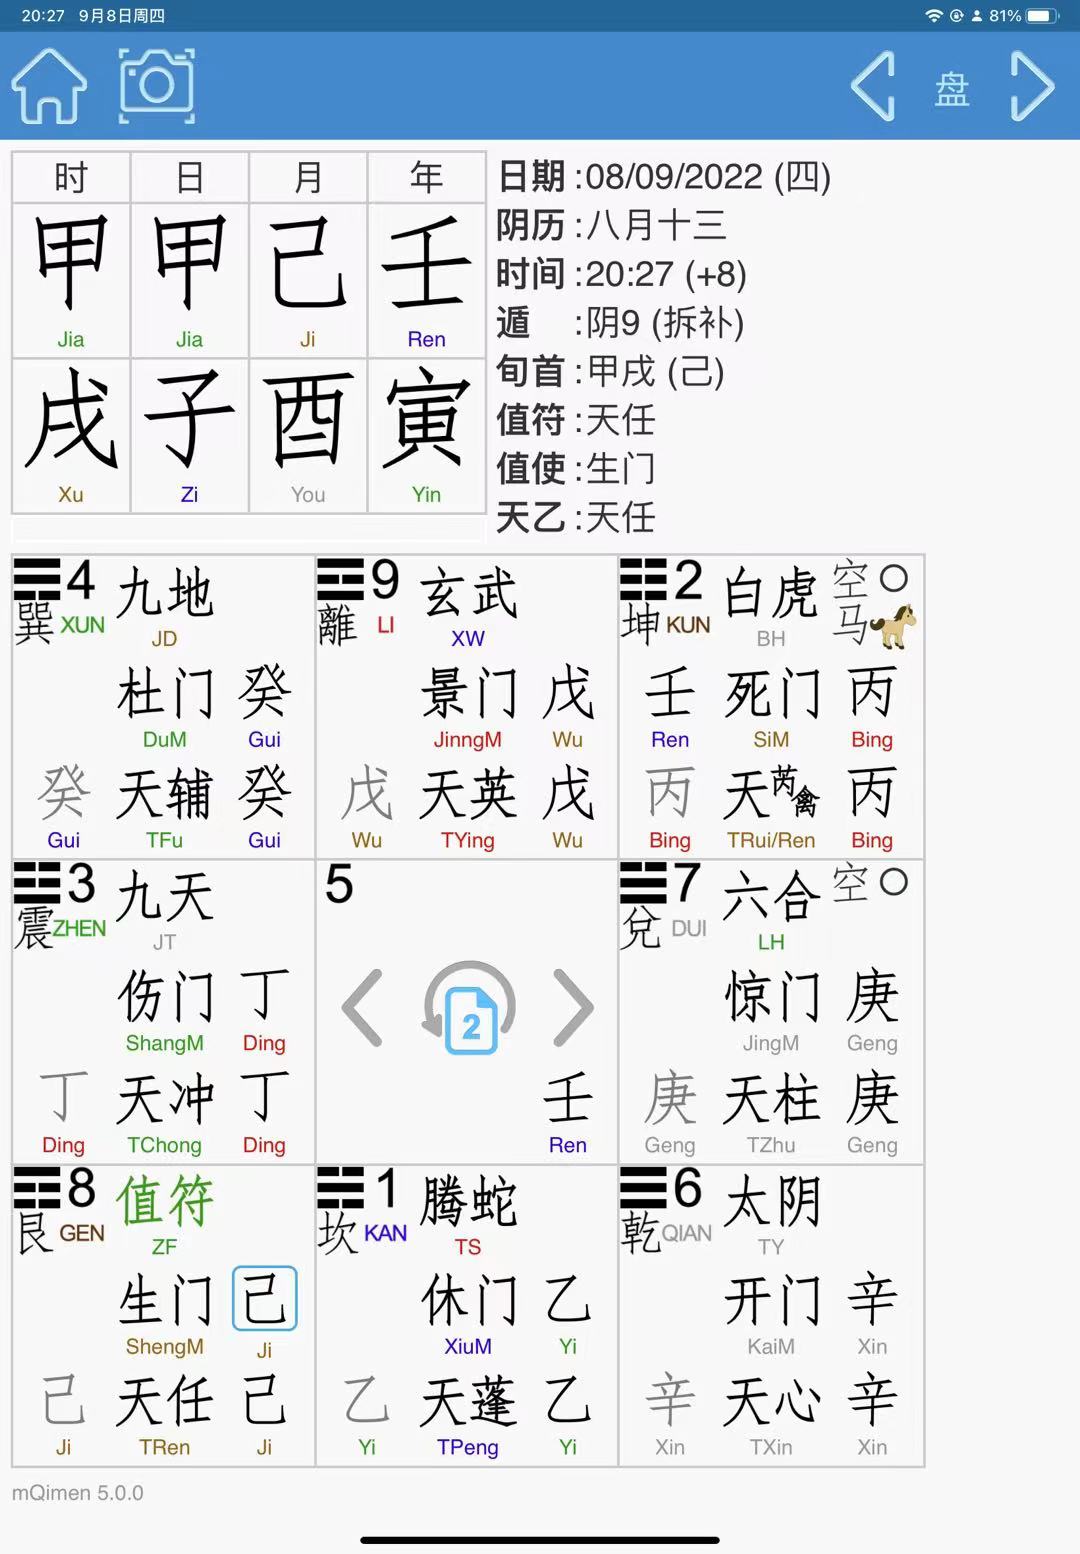 20:27 9月8日周四 81%
盘
时 日 月 年
甲 甲 己 壬
Jia Jia Ji Ren
戌 子 酉 寅
Xu Zi You Yin
日期:08/09/2022 (四)
阴历:八月十三
时间:20:27 (+8)
遁 :阴9 (拆补)
旬首:甲戌 (己)
值符:天任
值使:生门
天乙:天任
4 九地
巽 XUN JD
杜门 癸
DuM Gui
癸 天辅 癸
Gui TFu Gui
9 玄武
離 LI XW
景门 戊
JinngM Wu
戊 天英 戊
Wu TYing Wu
2 白虎 空
坤 KUN BH 马
壬 死门 丙
Ren SiM Bing
丙 天芮禽 丙
Bing TRui/Ren Bing
3 九天
震 ZHEN JT
伤门 丁
ShangM Ding
丁 天冲 丁
Ding TChong Ding
5
2
壬
Ren
7 六合 空
兌 DUI LH
惊门 庚
JingM Geng
庚 天柱 庚
Geng TZhu Geng
8 值符
艮 GEN ZF
生门 己
ShengM Ji
己 天任 己
Ji TRen Ji
1 腾蛇
坎 KAN TS
休门 乙
XiuM Yi
乙 天蓬 乙
Yi TPeng Yi
6 太阴
乾 QIAN TY
开门 辛
KaiM Xin
辛 天心 辛
Xin TXin Xin
mQimen 5.0.0